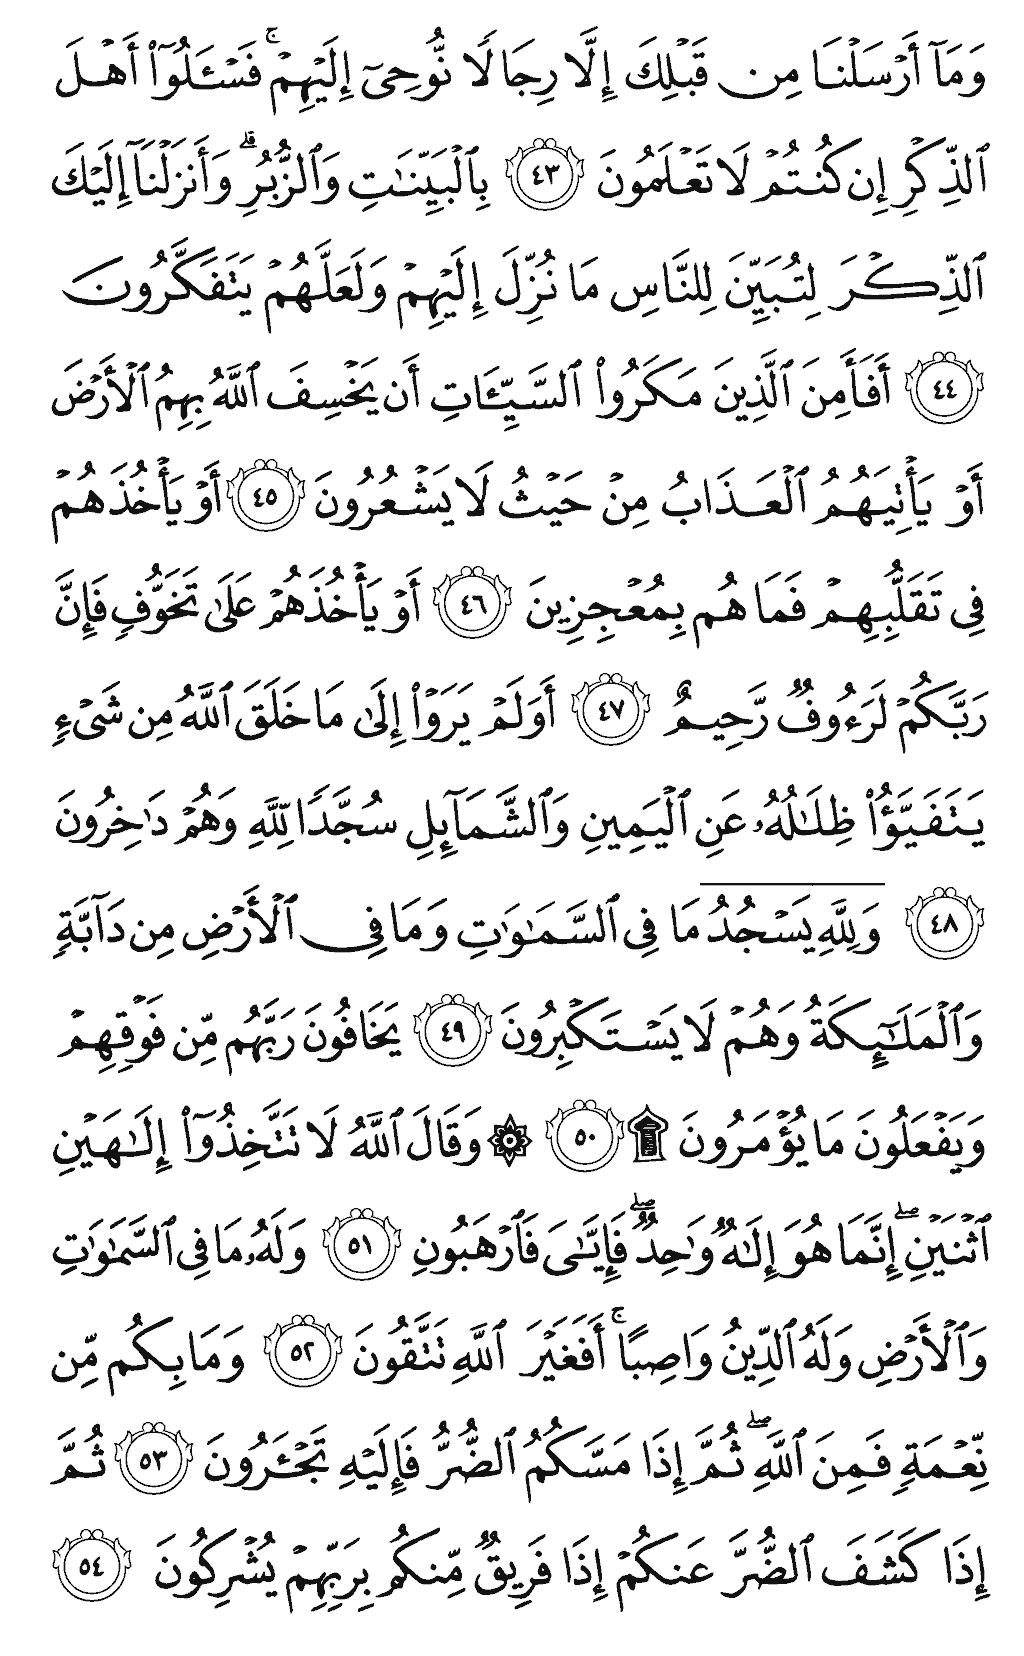 وَمَآ أَرۡسَلۡنَا مِن قَبۡلِكَ إِلَّا رِجَالٗا نُّوحِيٓ إِلَيۡهِمۡۚ فَسۡـَٔلُوٓاْ أَهۡلَ
ٱلذِّكۡرِ إِن كُنتُمۡ لَا تَعۡلَمُونَ ٤٣ بِٱلۡبَيِّنَٰتِ وَٱلزُّبُرِۗ وَأَنزَلۡنَآ إِلَيۡكَ
ٱلذِّكۡرَ لِتُبَيِّنَ لِلنَّاسِ مَا نُزِّلَ إِلَيۡهِمۡ وَلَعَلَّهُمۡ يَتَفَكَّرُونَ
٤٤ أَفَأَمِنَ ٱلَّذِينَ مَكَرُواْ ٱلسَّيِّـَٔاتِ أَن يَخۡسِفَ ٱللَّهُ بِهِمُ ٱلۡأَرۡضَ
أَوۡ يَأۡتِيَهُمُ ٱلۡعَذَابُ مِنۡ حَيۡثُ لَا يَشۡعُرُونَ ٤٥ أَوۡ يَأۡخُذَهُمۡ
فِي تَقَلُّبِهِمۡ فَمَا هُم بِمُعۡجِزِينَ ٤٦ أَوۡ يَأۡخُذَهُمۡ عَلَىٰ تَخَوُّفٖ فَإِنَّ
رَبَّكُمۡ لَرَءُوفٞ رَّحِيمٌ ٤٧ أَوَلَمۡ يَرَوۡاْ إِلَىٰ مَا خَلَقَ ٱللَّهُ مِن شَيۡءٖ
يَتَفَيَّؤُاْ ظِلَٰلُهُۥ عَنِ ٱلۡيَمِينِ وَٱلشَّمَآئِلِ سُجَّدٗا لِّلَّهِ وَهُمۡ دَٰخِرُونَ
٤٨ وَلِلَّهِ يَسۡجُدُۤ مَا فِي ٱلسَّمَٰوَٰتِ وَمَا فِي ٱلۡأَرۡضِ مِن دَآبَّةٖ
وَٱلۡمَلَٰٓئِكَةُ وَهُمۡ لَا يَسۡتَكۡبِرُونَ ٤٩ يَخَافُونَ رَبَّهُم مِّن فَوۡقِهِمۡ
وَيَفۡعَلُونَ مَا يُؤۡمَرُونَ ۩ ٥٠ ۞ وَقَالَ ٱللَّهُ لَا تَتَّخِذُوٓاْ إِلَٰهَيۡنِ
ٱثۡنَيۡنِۖ إِنَّمَا هُوَ إِلَٰهٞ وَٰحِدٞۖ فَإِيَّٰيَ فَٱرۡهَبُونِ ٥١ وَلَهُۥ مَا فِي ٱلسَّمَٰوَٰتِ
وَٱلۡأَرۡضِ وَلَهُ ٱلدِّينُ وَاصِبًاۚ أَفَغَيۡرَ ٱللَّهِ تَتَّقُونَ ٥٢ وَمَا بِكُم مِّن
نِّعۡمَةٖ فَمِنَ ٱللَّهِۖ ثُمَّ إِذَا مَسَّكُمُ ٱلضُّرُّ فَإِلَيۡهِ تَجۡـَٔرُونَ ٥٣ ثُمَّ
إِذَا كَشَفَ ٱلضُّرَّ عَنكُمۡ إِذَا فَرِيقٞ مِّنكُم بِرَبِّهِمۡ يُشۡرِكُونَ ٥٤